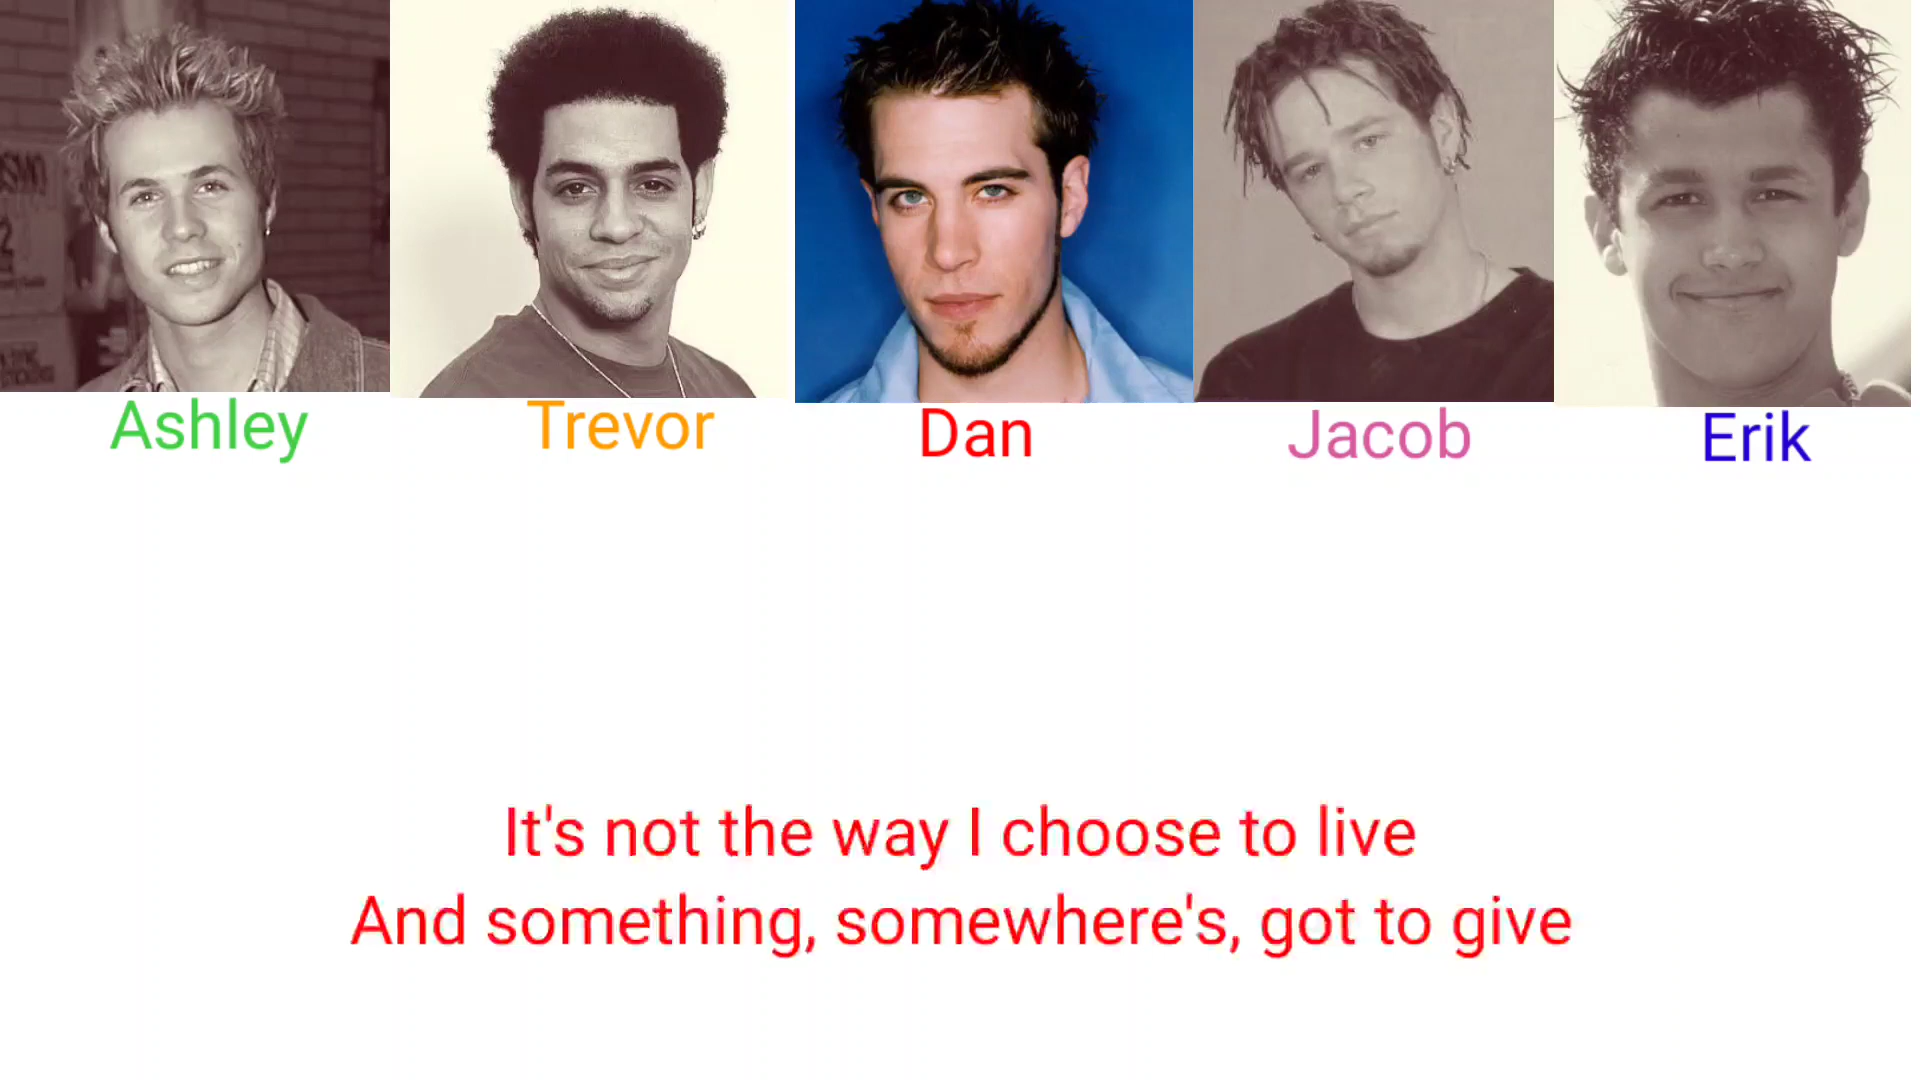 Ashley Trevor Dan Jacob Erik
It's not the way I choose to live
And something, somewhere's, got to give